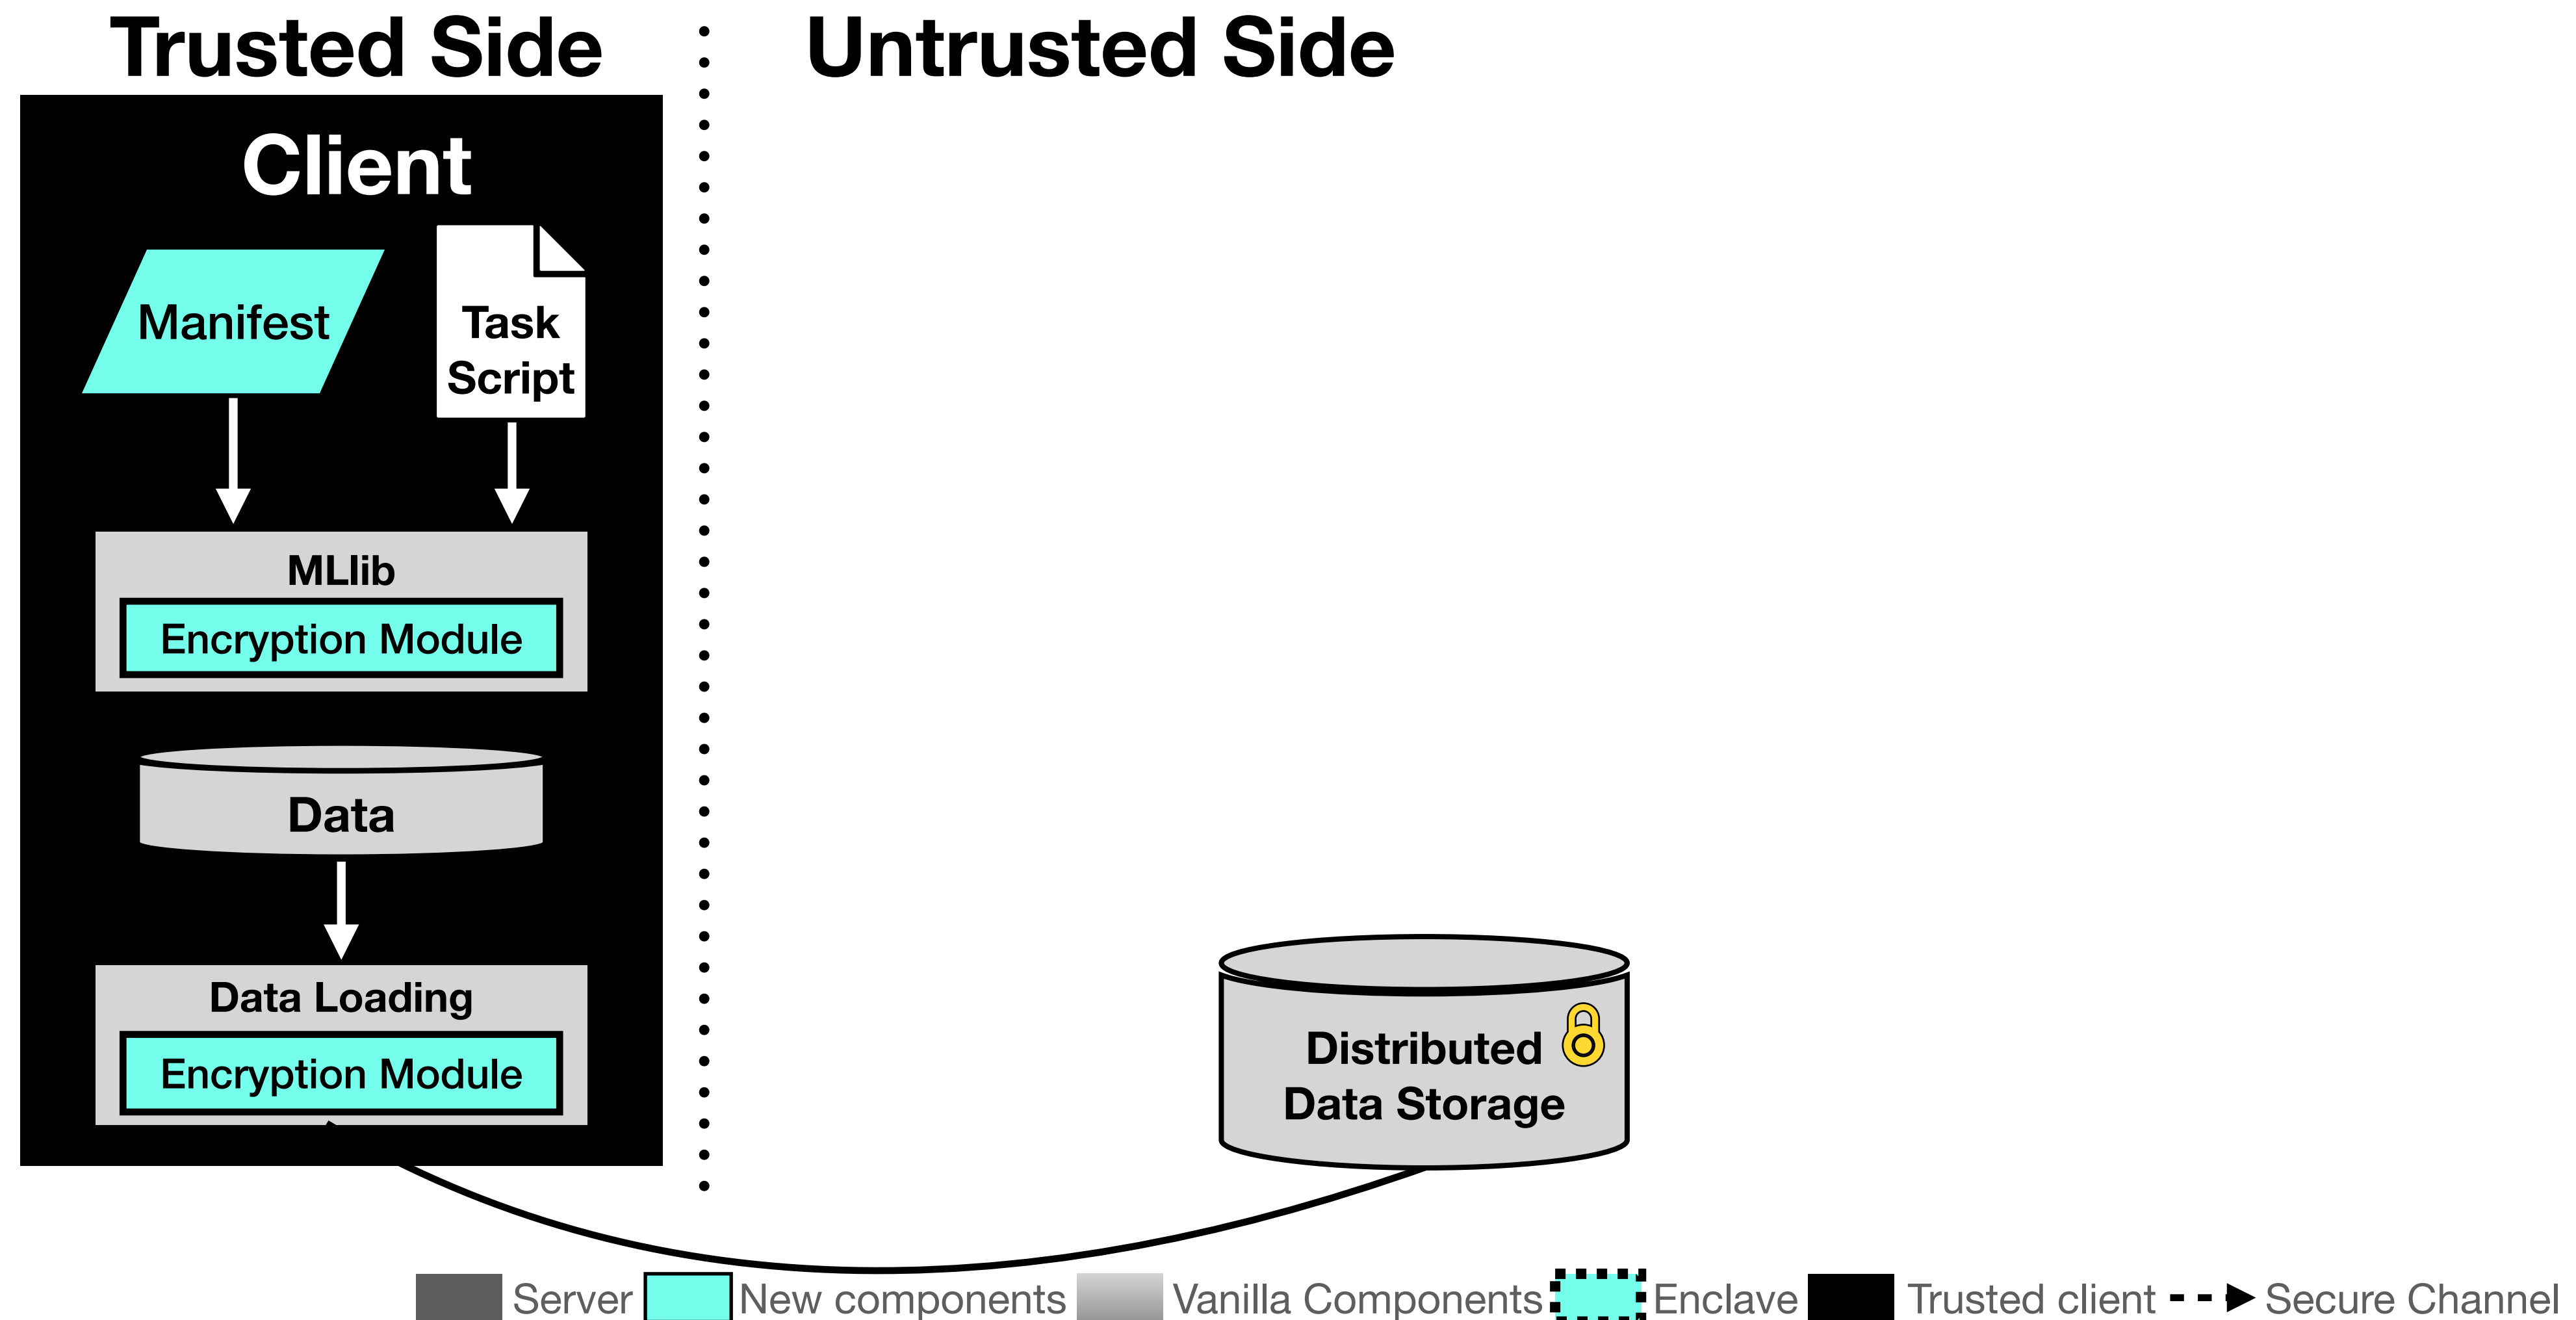 Trusted Side
Untrusted Side
Client
Manifest
Task
Script
MLlib
Encryption Module
Data
Data Loading
Encryption Module
Distributed
Data Storage
Server
New components
Vanilla Components
Enclave
Trusted client
Secure Channel